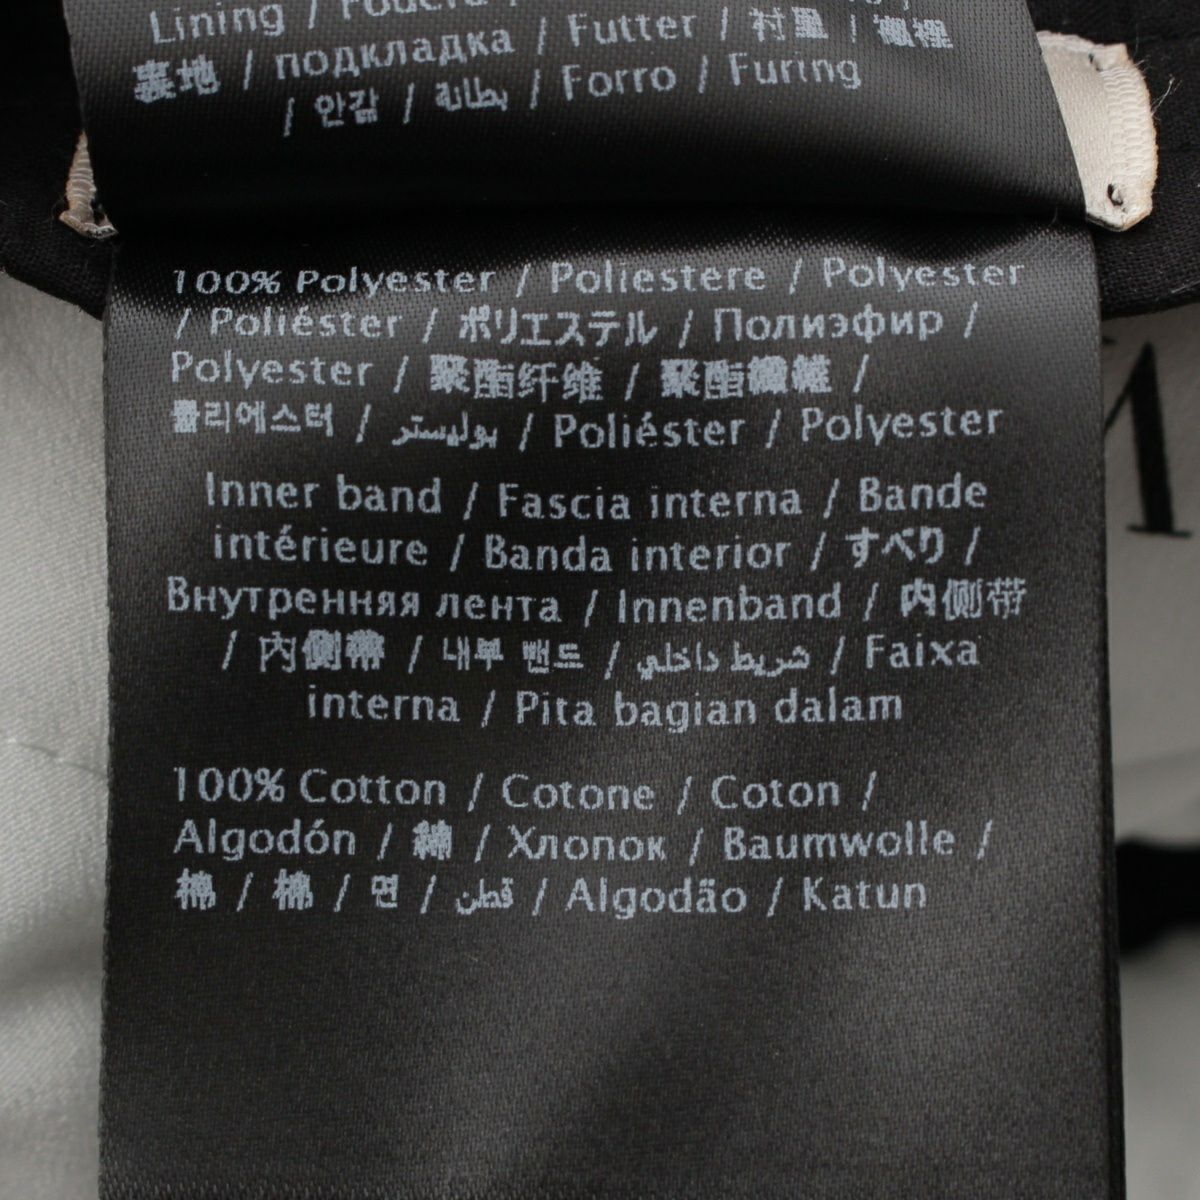 Lining / Fodera
裏地 / подкладка / Futter / 衬里 / 襯裡
/ 안감 / بطانة / Forro / Furing
100% Polyester / Poliestere / Polyester
/ Poliéster / ポリエステル / Полиэфир /
Polyester / 聚酯纤维 / 聚酯纖維 /
폴리에스터 / بوليستر / Poliéster / Polyester
Inner band / Fascia interna / Bande
intérieure / Banda interior / すべり /
Внутренняя лента / Innenband / 内侧带
/ 內側帶 / 내부 밴드 / شريط داخلي / Faixa
interna / Pita bagian dalam
100% Cotton / Cotone / Coton /
Algodón / 綿 / Хлопок / Baumwolle /
棉 / 棉 / 면 / قطن / Algodão / Katun